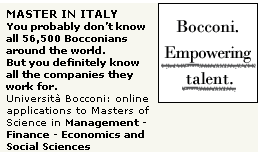 MASTER IN ITALY
You probably don't know
all 56,500 Bocconians
around the world.
But you definitely know
all the companies they
work for.
Università Bocconi: online
applications to Masters of
Science in Management -
Finance - Economics and
Social Sciences
Bocconi.
Empowering
talent.